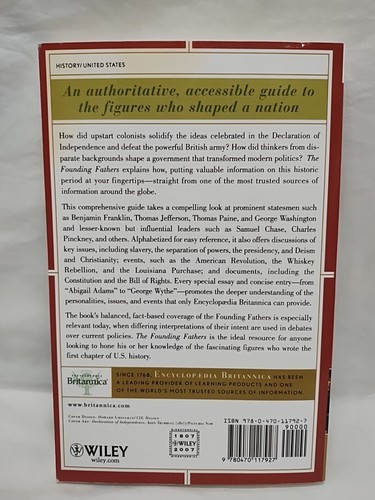 HISTORY/UNITED STATES
An authoritative, accessible guide to
the figures who shaped a nation
How did upstart colonists solidify the ideas celebrated in the Declaration of
Independence and defeat the powerful British army? How did thinkers from dis-
parate backgrounds shape a government that transformed modern politics? The
Founding Fathers explains how, putting valuable information on this historic
period at your fingertips—straight from one of the most trusted sources of
information around the globe.
This comprehensive guide takes a compelling look at prominent statesmen such
as Benjamin Franklin, Thomas Jefferson, Thomas Paine, and George Washington
and lesser-known but influential leaders such as Samuel Chase, Charles
Pinckney, and others. Alphabetized for easy reference, it also offers discussions
of key issues, including slavery, the separation of powers, the presidency, and Deism
and Christianity; events, such as the American Revolution, the Whiskey
Rebellion, and the Louisiana Purchase; and documents, including the
Constitution and the Bill of Rights. Every special essay and concise entry—from
"Abigail Adams" to "George Wythe"—promotes the deeper understanding of the
personalities, issues, and events that only Encyclopædia Britannica can provide.
The book's balanced, fact-based coverage of the Founding Fathers is especially
relevant today, when differing interpretations of their intent are used in debates
over current policies. The Founding Fathers is the ideal resource for anyone
looking to hone his or her knowledge of the fascinating figures who wrote the
first chapter of U.S. history.
ENCYCLOPÆDIA
Britannica
SINCE 1768, ENCYCLOPÆDIA BRITANNICA HAS BEEN
A LEADING PROVIDER OF LEARNING PRODUCTS AND ONE
OF THE WORLD'S MOST TRUSTED SOURCES OF INFORMATION.
www.britannica.com
Cover Design:
Cover Art: Declaration of Independence,
WILEY
wiley.com
1807
WILEY
2007
ISBN 978-0-470-11792-7
90000
9 780470 117927